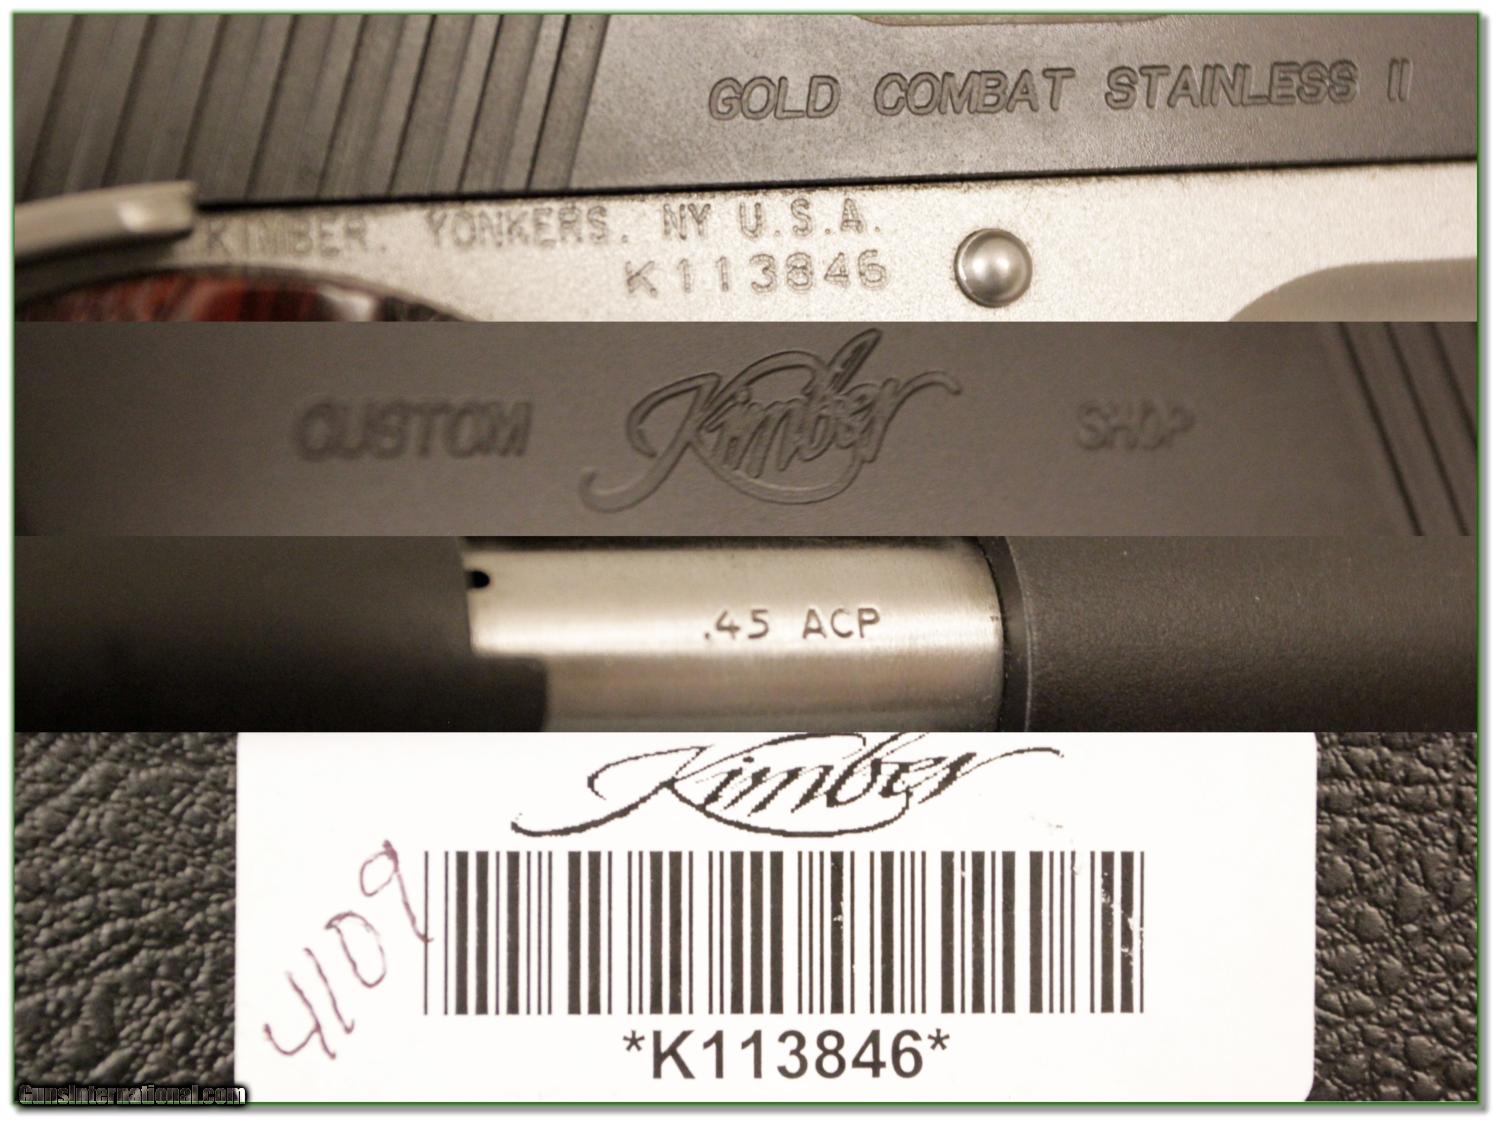 GOLD COMBAT STAINLESS II
KIMBER. YONKERS. NY U.S.A.
K113846
CUSTOM Kimber SHOP
.45 ACP
Kimber
4109
*K113846*
GunsInternational.com